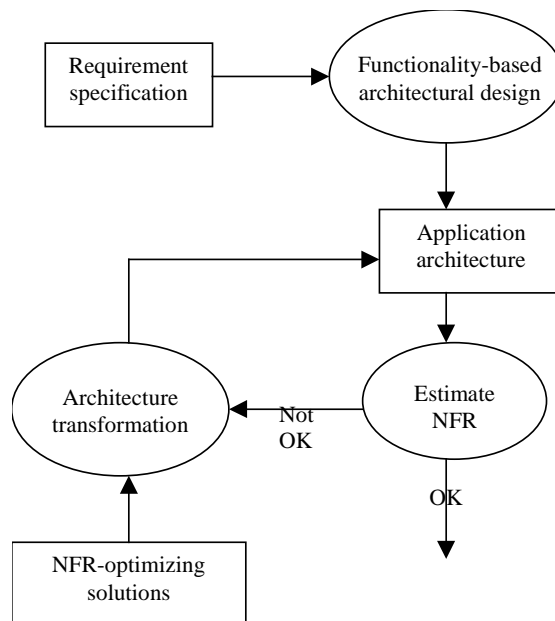 Requirement
specification
Functionality-based
architectural design
Application
architecture
Architecture
transformation
Not
OK
Estimate
NFR
OK
NFR-optimizing
solutions